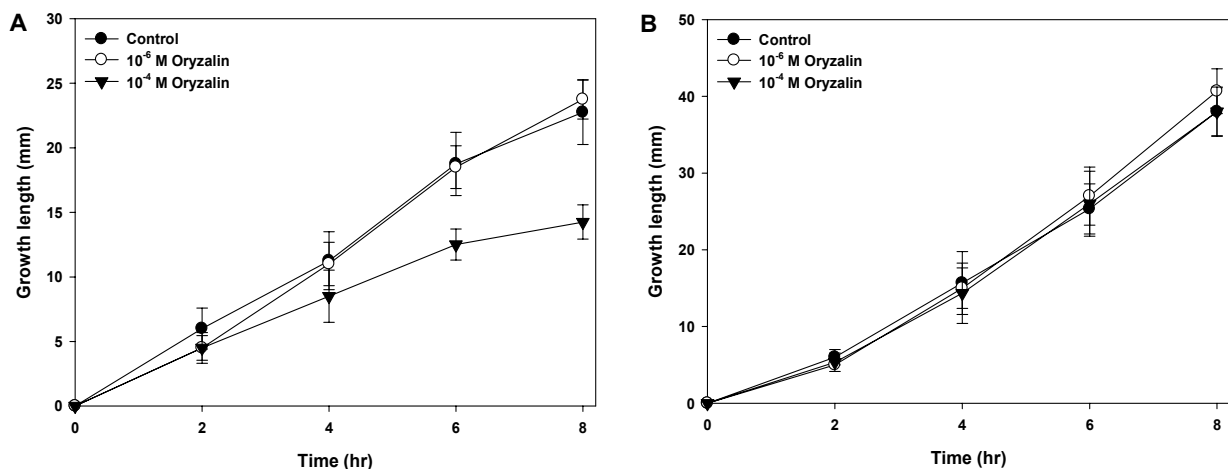 A
Control
10⁻⁶ M Oryzalin
10⁻⁴ M Oryzalin
30
25
20
15
10
5
0
Growth length (mm)
0 2 4 6 8
Time (hr)
B
Control
10⁻⁶ M Oryzalin
10⁻⁴ M Oryzalin
50
40
30
20
10
0
Growth length (mm)
0 2 4 6 8
Time (hr)